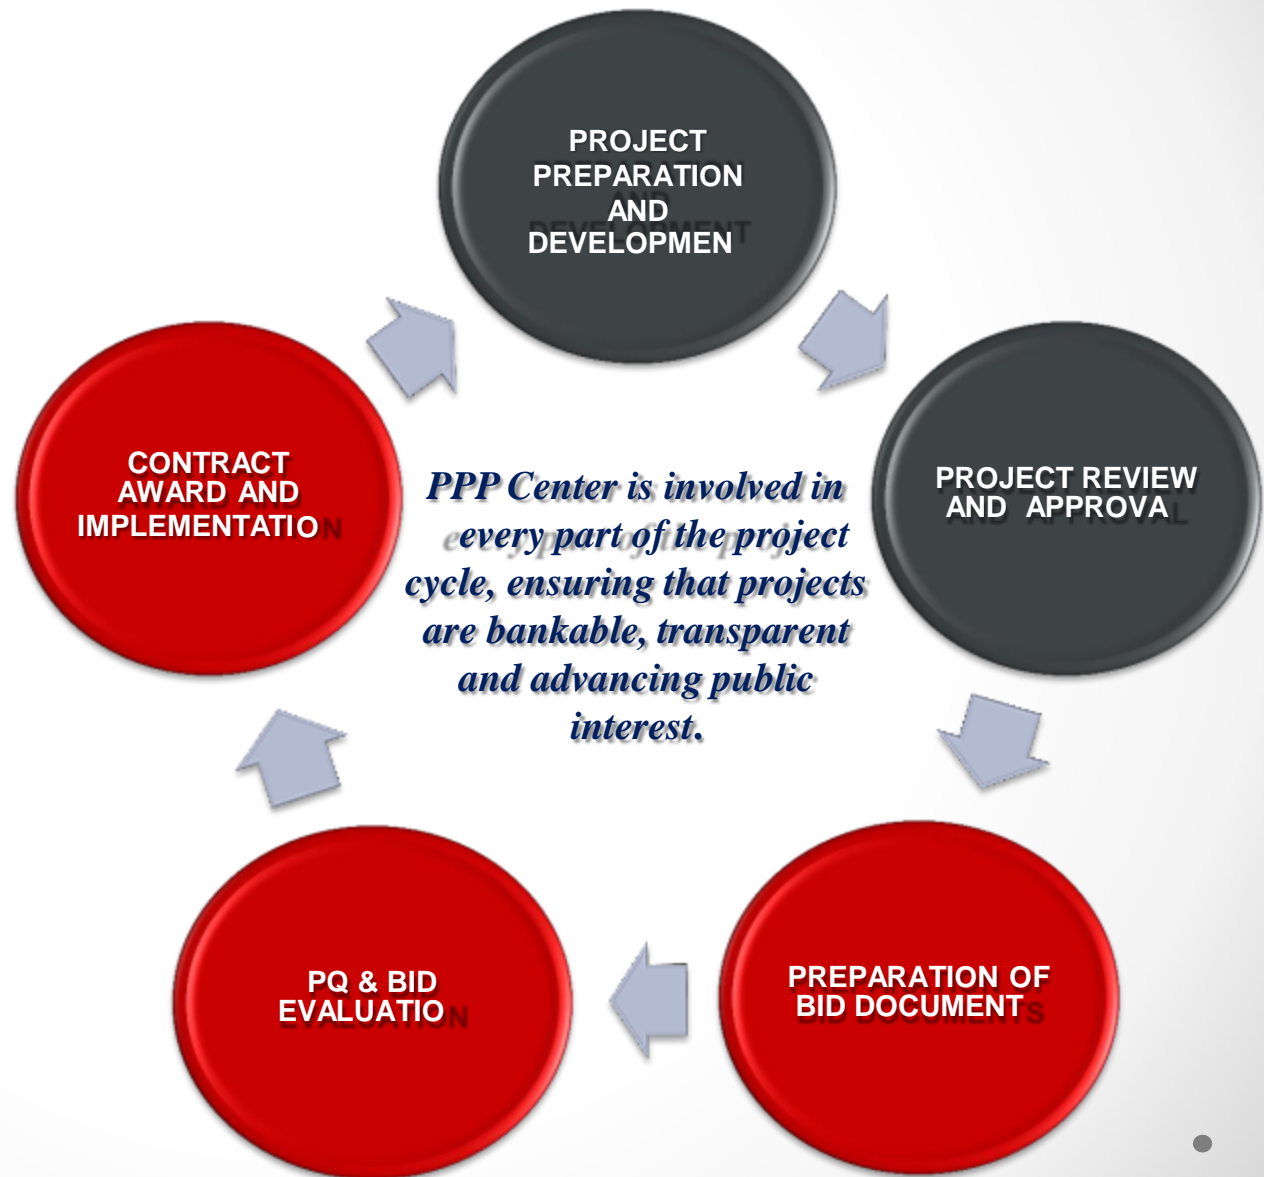 PROJECT
PREPARATION
AND
DEVELOPMEN
PROJECT REVIEW
AND APPROVA
PREPARATION OF
BID DOCUMENT
PQ & BID
EVALUATIO
CONTRACT
AWARD AND
IMPLEMENTATIO
PPP Center is involved in
every part of the project
cycle, ensuring that projects
are bankable, transparent
and advancing public
interest.